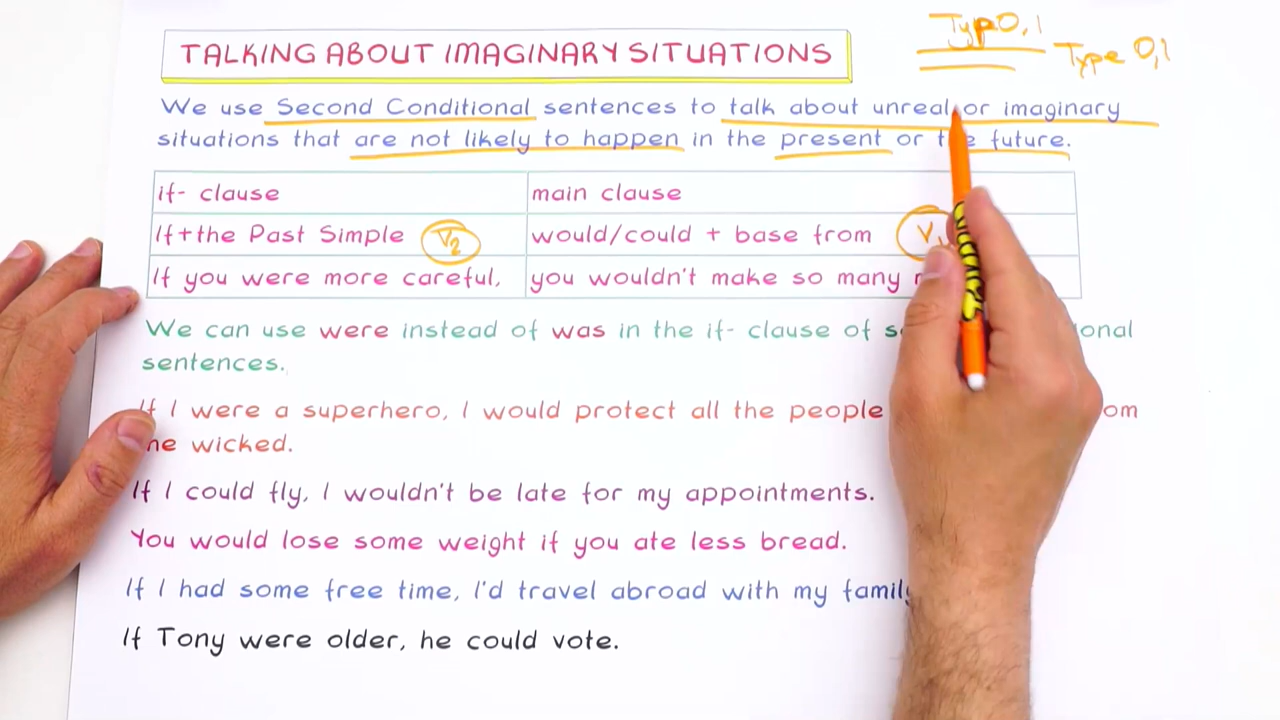 Typ0,1
Type 0,1
TALKING ABOUT IMAGINARY SITUATIONS
We use Second Conditional sentences to talk about unreal or imaginary
situations that are not likely to happen in the present or the future.
if- clause main clause
If+the Past Simple V2 would/could + base from V1
If you were more careful, you wouldn't make so many
We can use were instead of was in the if- clause of
sentences.
If I were a superhero, I would protect all the people
wicked.
If I could fly, I wouldn't be late for my appointments.
You would lose some weight if you ate less bread.
If I had some free time, I'd travel abroad with my family
If Tony were older, he could vote.